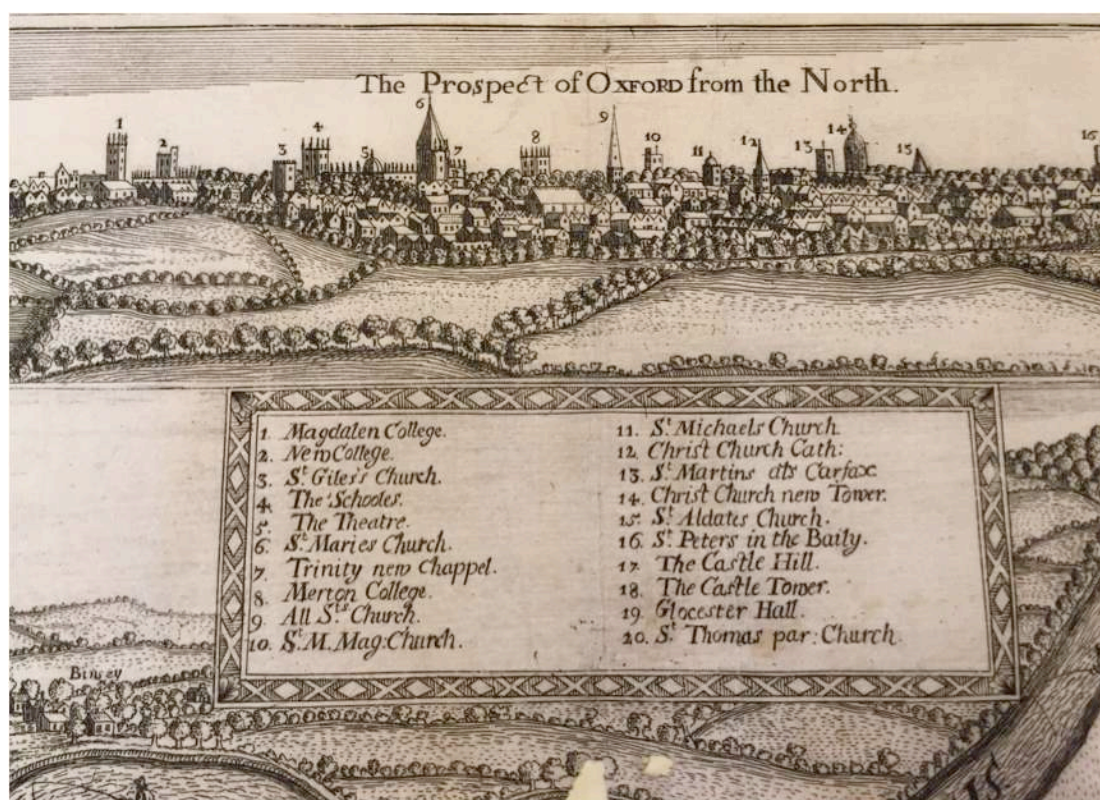 The Prospect of OXFORD from the North.
1 2 3 4 5 6 7 8 9 10 11 12 13 14 15 16
1. Magdalen College.
2. New College.
3. St. Giles's Church.
4. The Schooles.
5. The Theatre.
6. St. Maries Church.
7. Trinity new Chappel.
8. Merton College.
9. All Sts. Church.
10. St. M. Mag: Church.
11. St. Michaels Church
12. Christ Church Cath:
13. St. Martins als Carfax
14. Christ Church new Tower.
15. St. Aldates Church.
16. St. Peters in the Baily.
17. The Castle Hill.
18. The Castle Tower.
19. Glocester Hall.
20. St. Thomas par: Church.
Binsey
IS